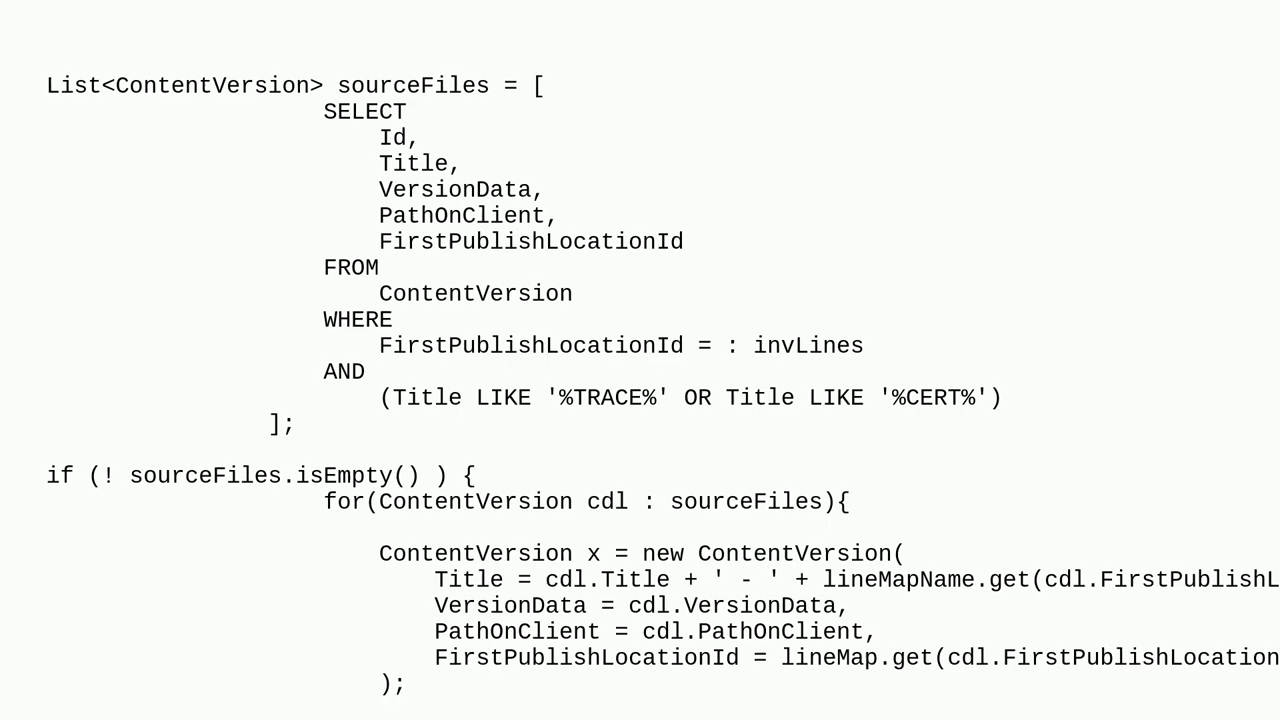 List<ContentVersion> sourceFiles = [
SELECT
Id,
Title,
VersionData,
PathOnClient,
FirstPublishLocationId
FROM
ContentVersion
WHERE
FirstPublishLocationId = : invLines
AND
(Title LIKE '%TRACE%' OR Title LIKE '%CERT%')
];
if (! sourceFiles.isEmpty() ) {
for(ContentVersion cdl : sourceFiles){
ContentVersion x = new ContentVersion(
Title = cdl.Title + ' - ' + lineMapName.get(cdl.FirstPublishL
VersionData = cdl.VersionData,
PathOnClient = cdl.PathOnClient,
FirstPublishLocationId = lineMap.get(cdl.FirstPublishLocation
);